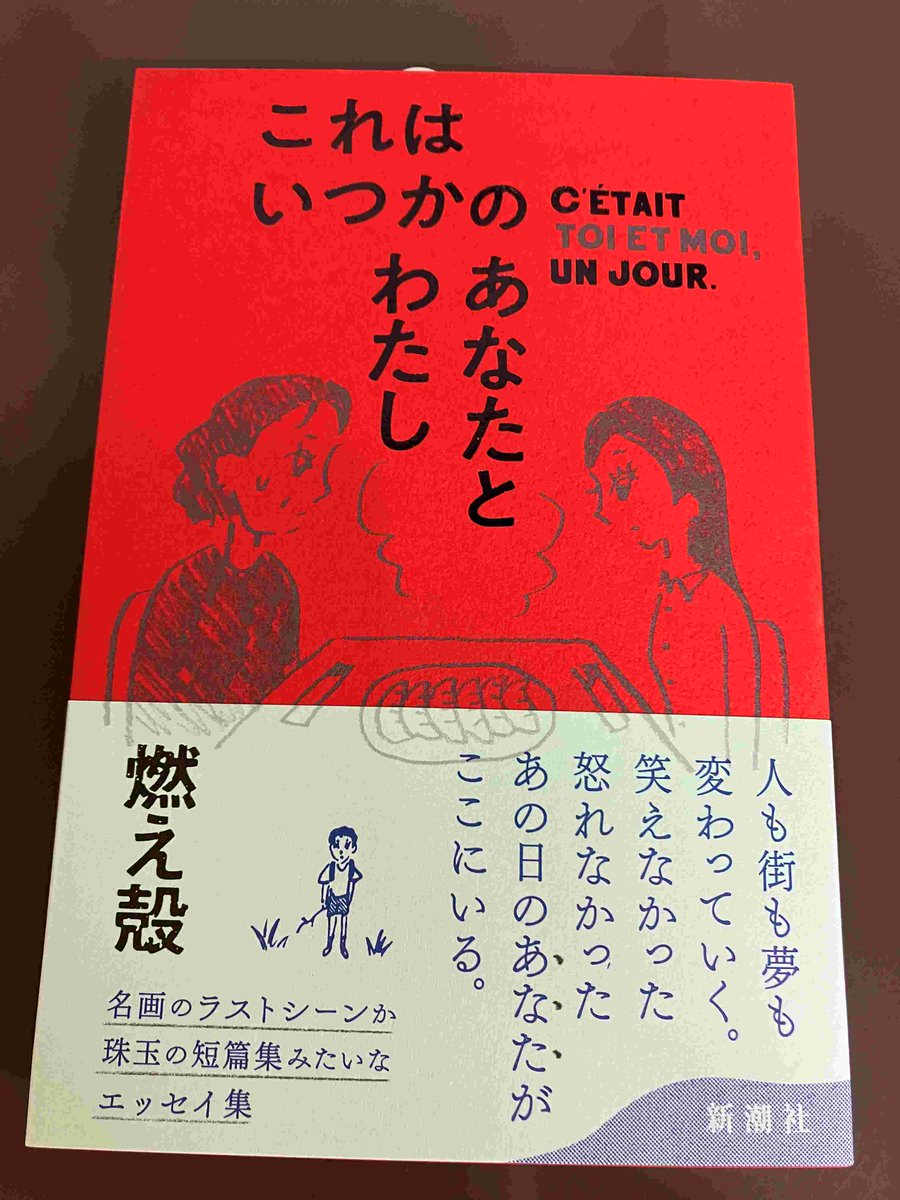 これは
いつかの
あなたと
わたし
C'ÉTAIT
TOI ET MOI,
UN JOUR.
人も街も夢も
変わっていく。
笑えなかった
怒れなかった
あの日のあなたが
ここにいる。
燃え殻
名画のラストシーンか
珠玉の短篇集みたいな
エッセイ集
新潮社